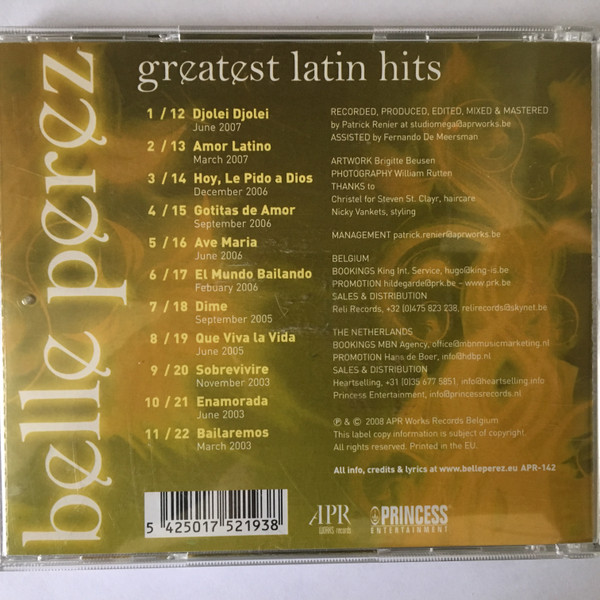 belle perez
greatest latin hits
1 / 12 Djolei Djolei
June 2007
2 / 13 Amor Latino
March 2007
3 / 14 Hoy, Le Pido a Dios
December 2006
4 / 15 Gotitas de Amor
September 2006
5 / 16 Ave Maria
June 2006
6 / 17 El Mundo Bailando
Febuary 2006
7 / 18 Dime
September 2005
8 / 19 Que Viva la Vida
June 2005
9 / 20 Sobrevivire
November 2003
10 / 21 Enamorada
June 2003
11 / 22 Bailaremos
March 2003
RECORDED, PRODUCED, EDITED, MIXED & MASTERED
by Patrick Renier at studiomega@aprworks.be
ASSISTED by Fernando De Meersman
ARTWORK Brigitte Beusen
PHOTOGRAPHY William Rutten
THANKS to
Christel for Steven St. Clayr, haircare
Nicky Vankets, styling
MANAGEMENT patrick.renier@aprworks.be
BELGIUM
BOOKINGS King Int. Service, hugo@king-is.be
PROMOTION hildegarde@prk.be – www.prk.be
SALES & DISTRIBUTION
Reli Records, +32 (0)475 823 238, relirecords@skynet.be
THE NETHERLANDS
BOOKINGS MBN Agency, office@mbnmusicmarketing.nl
PROMOTION Hans de Boer, info@hdbp.nl
SALES & DISTRIBUTION
Heartselling, +31 (0)35 677 5851, info@heartselling.info
Princess Entertainment, info@princessrecords.nl
℗ & © 2008 APR Works Records Belgium
This label copy information is subject of copyright.
All rights reserved. Printed in the EU.
All info, credits & lyrics at www.belleperez.eu APR-142
5 425017 521938
APR
WORKS records
PRINCESS
ENTERTAINMENT